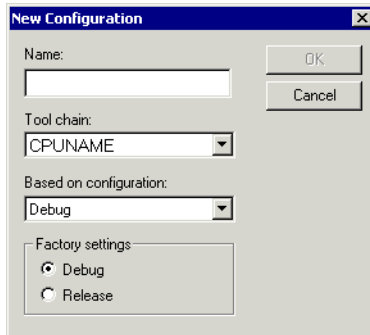 New Configuration
Name:
OK
Cancel
Tool chain:
CPUNAME
Based on configuration:
Debug
Factory settings
Debug
Release